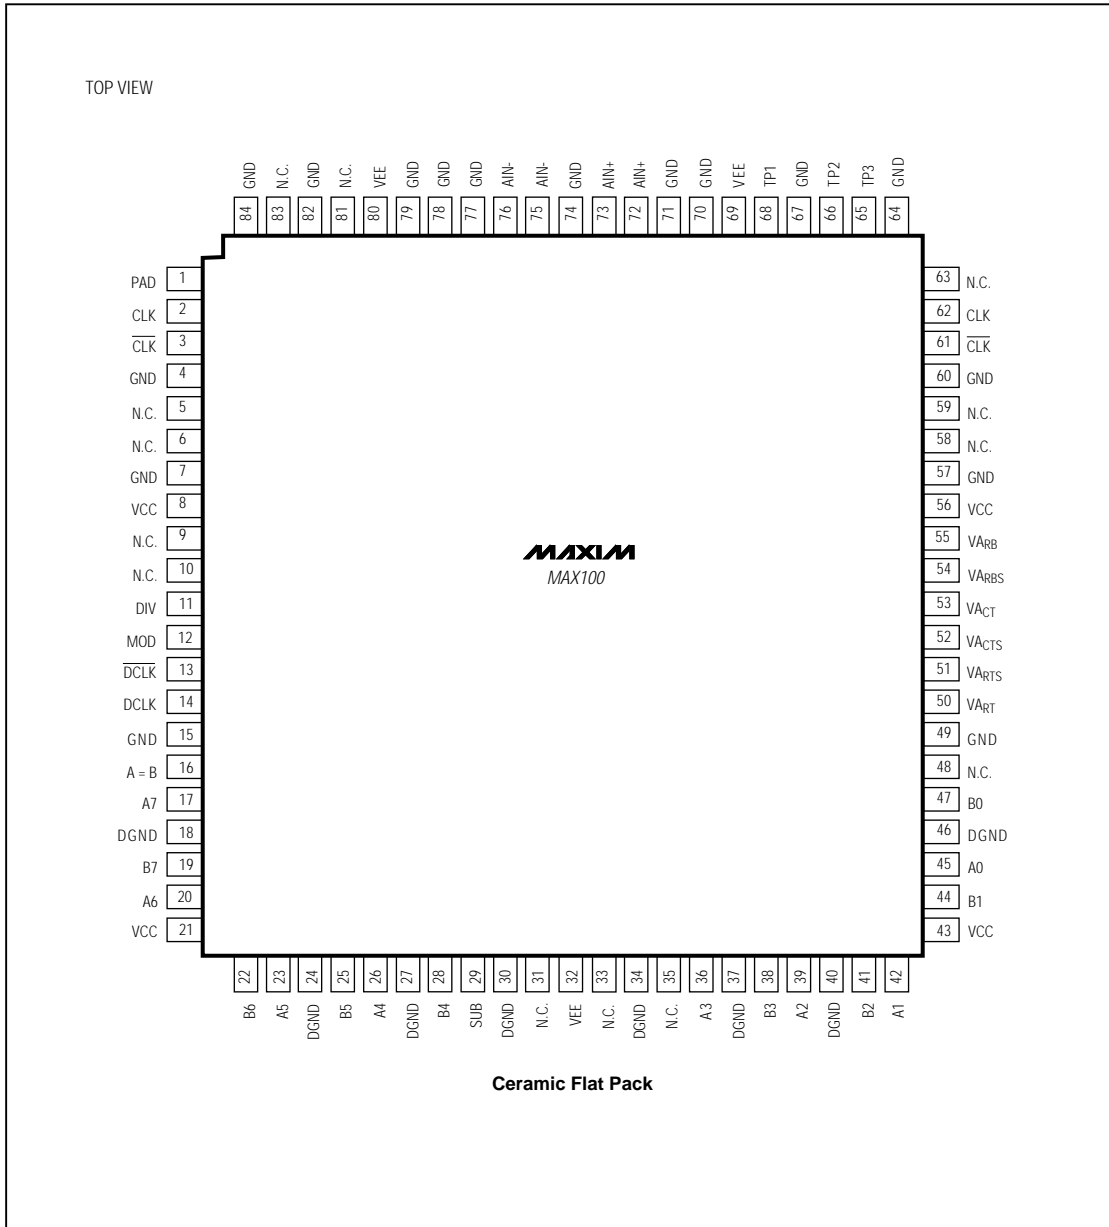 TOP VIEW
GND N.C. GND N.C. VEE GND GND GND AIN- AIN- GND AIN+ AIN+ GND GND VEE TP1 GND TP2 TP3 GND
84 83 82 81 80 79 78 77 76 75 74 73 72 71 70 69 68 67 66 65 64
PAD 1 63 N.C.
CLK 2 62 CLK
C̅L̅K̅ 3 61 C̅L̅K̅
GND 4 60 GND
N.C. 5 59 N.C.
N.C. 6 58 N.C.
GND 7 57 GND
VCC 8 56 VCC
N.C. 9 55 VARB
N.C. 10 54 VARBS
MAXIM
MAX100
DIV 11 53 VACT
MOD 12 52 VACTS
D̅C̅L̅K̅ 13 51 VARTS
DCLK 14 50 VART
GND 15 49 GND
A = B 16 48 N.C.
A7 17 47 B0
DGND 18 46 DGND
B7 19 45 A0
A6 20 44 B1
VCC 21 43 VCC
22 23 24 25 26 27 28 29 30 31 32 33 34 35 36 37 38 39 40 41 42
B6 A5 DGND B5 A4 DGND B4 SUB DGND N.C. VEE N.C. DGND N.C. A3 DGND B3 A2 DGND B2 A1
Ceramic Flat Pack